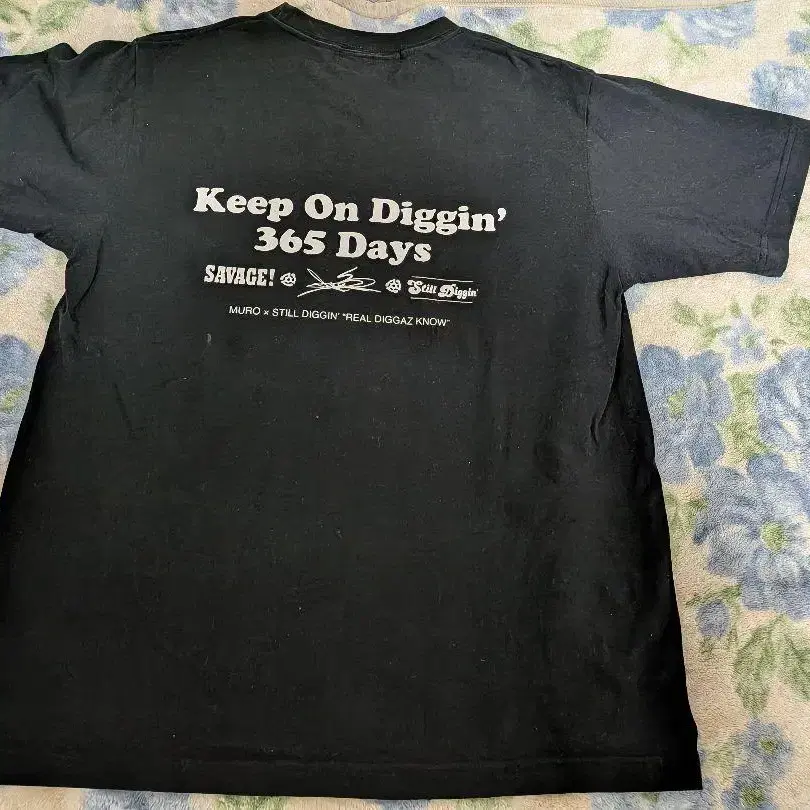 Keep On Diggin'
365 Days
SAVAGE! Still Diggin'
MURO × STILL DIGGIN' "REAL DIGGAZ KNOW"